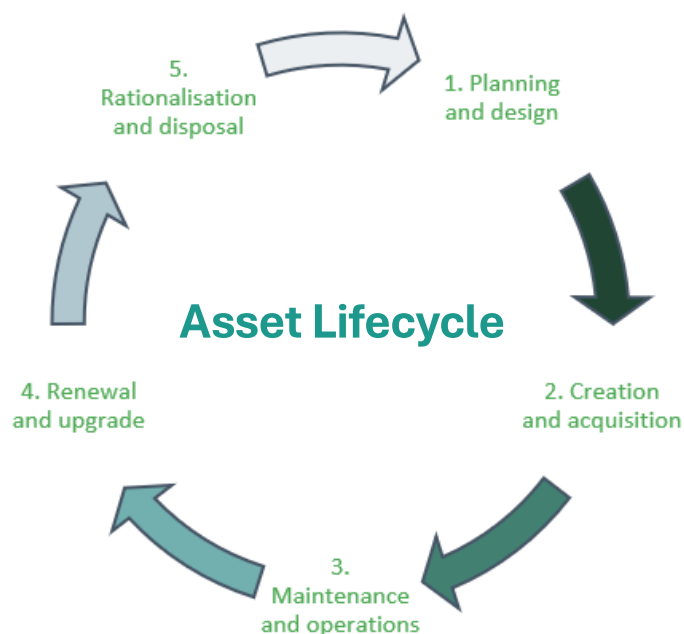 Asset Lifecycle
1. Planning
and design
2. Creation
and acquisition
3.
Maintenance
and operations
4. Renewal
and upgrade
5.
Rationalisation
and disposal